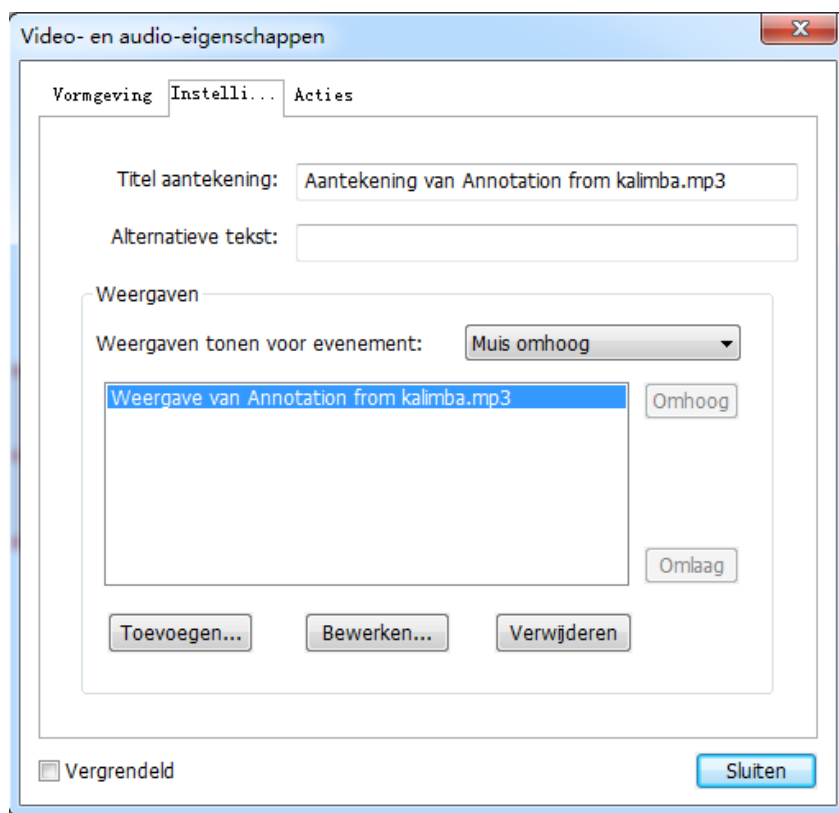 Video- en audio-eigenschappen
Vormgeving Instelli... Acties
Titel aantekening: Aantekening van Annotation from kalimba.mp3
Alternatieve tekst:
Weergaven
Weergaven tonen voor evenement: Muis omhoog
Weergave van Annotation from kalimba.mp3 Omhoog
Omlaag
Toevoegen... Bewerken... Verwijderen
Vergrendeld Sluiten